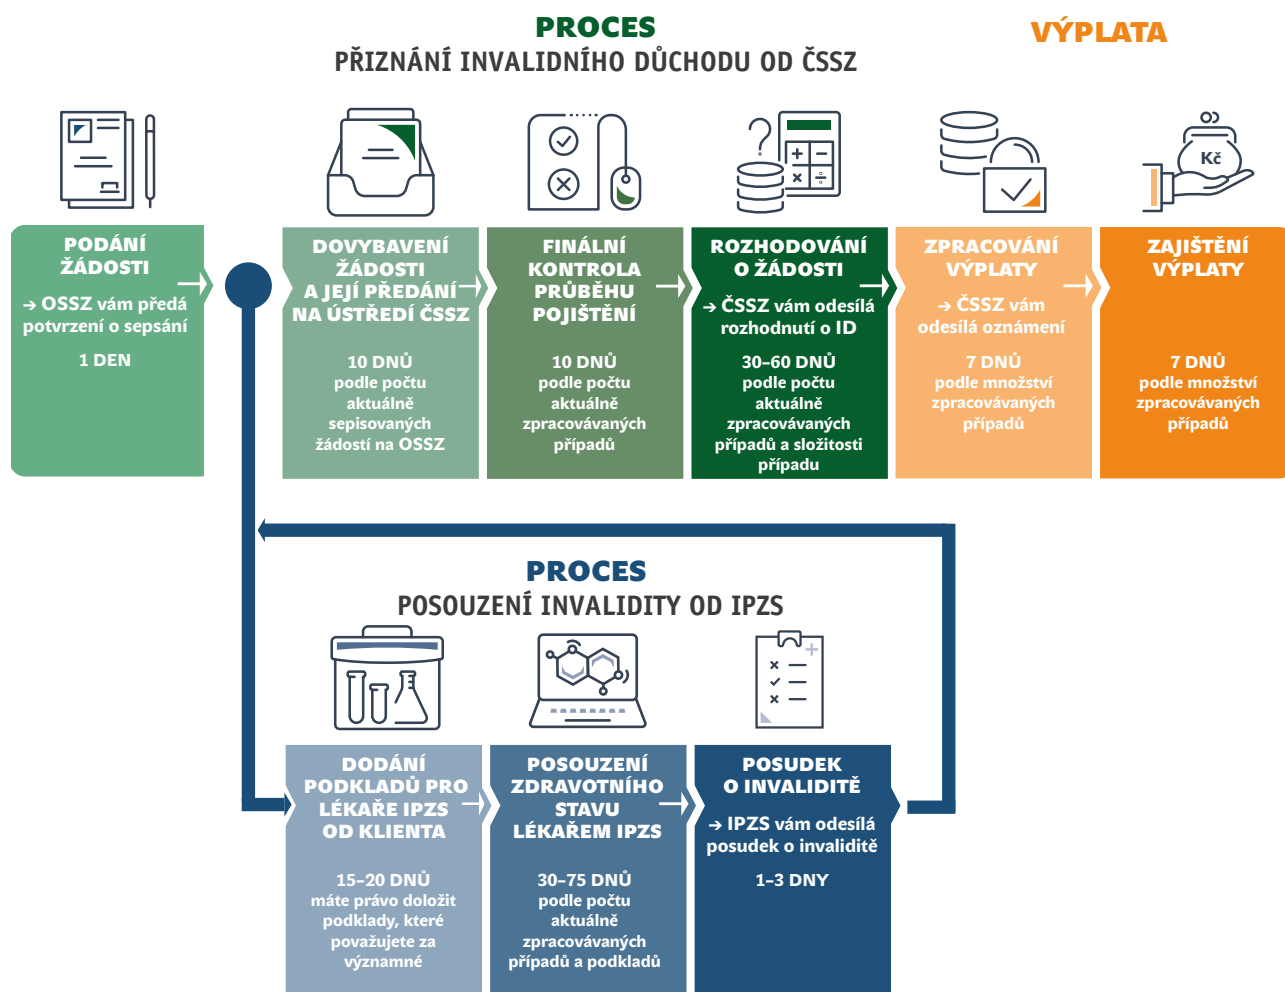 PROCES
PŘIZNÁNÍ INVALIDNÍHO DŮCHODU OD ČSSZ
VÝPLATA
Kč
PODÁNÍ
ŽÁDOSTI
→ OSSZ vám předá
potvrzení o sepsání
1 DEN
DOVYBAVENÍ
ŽÁDOSTI
A JEJÍ PŘEDÁNÍ
NA ÚSTŘEDÍ ČSSZ
10 DNŮ
podle počtu
aktuálně
sepisovaných
žádostí na OSSZ
FINÁLNÍ
KONTROLA
PRŮBĚHU
POJIŠTĚNÍ
10 DNŮ
podle počtu
aktuálně
zpracovávaných
případů
ROZHODOVÁNÍ
O ŽÁDOSTI
→ ČSSZ vám odesílá
rozhodnutí o ID
30–60 DNŮ
podle počtu
aktuálně
zpracovávaných
případů a složitosti
případu
ZPRACOVÁNÍ
VÝPLATY
→ ČSSZ vám
odesílá oznámení
7 DNŮ
podle množství
zpracovávaných
případů
ZAJIŠTĚNÍ
VÝPLATY
7 DNŮ
podle množství
zpracovávaných
případů
PROCES
POSOUZENÍ INVALIDITY OD IPZS
DODÁNÍ
PODKLADŮ PRO
LÉKAŘE IPZS
OD KLIENTA
15–20 DNŮ
máte právo doložit
podklady, které
považujete za
významné
POSOUZENÍ
ZDRAVOTNÍHO
STAVU
LÉKAŘEM IPZS
30–75 DNŮ
podle počtu
aktuálně
zpracovávaných
případů a podkladů
POSUDEK
O INVALIDITĚ
→ IPZS vám odesílá
posudek o invaliditě
1–3 DNY